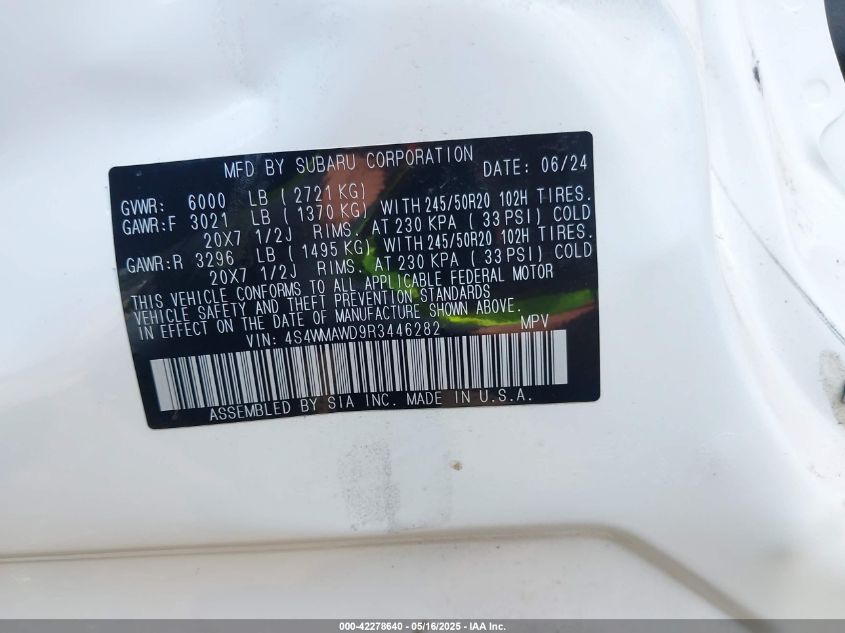 MFD BY SUBARU CORPORATION DATE: 06/24
GVWR: 6000 LB ( 2721 KG)
GAWR:F 3021 LB ( 1370 KG) WITH 245/50R20 102H TIRES.
20X7 1/2J RIMS. AT 230 KPA ( 33 PSI) COLD
GAWR:R 3296 LB ( 1495 KG) WITH 245/50R20 102H TIRES.
20X7 1/2J RIMS. AT 230 KPA ( 33 PSI) COLD
THIS VEHICLE CONFORMS TO ALL APPLICABLE FEDERAL MOTOR
VEHICLE SAFETY AND THEFT PREVENTION STANDARDS
IN EFFECT ON THE DATE OF MANUFACTURE SHOWN ABOVE.
VIN: 4S4WMAWD9R3446282 MPV
ASSEMBLED BY SIA INC. MADE IN U.S.A.
000-42278640 - 05/16/2025 - IAA Inc.